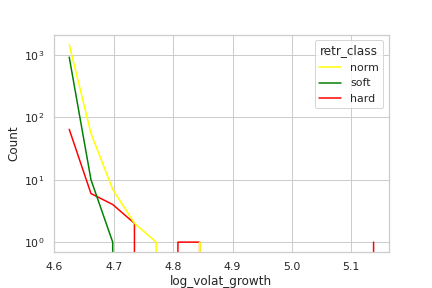 retr_class
norm
soft
hard
10³
10²
10¹
10⁰
Count
4.6 4.7 4.8 4.9 5.0 5.1
log_volat_growth